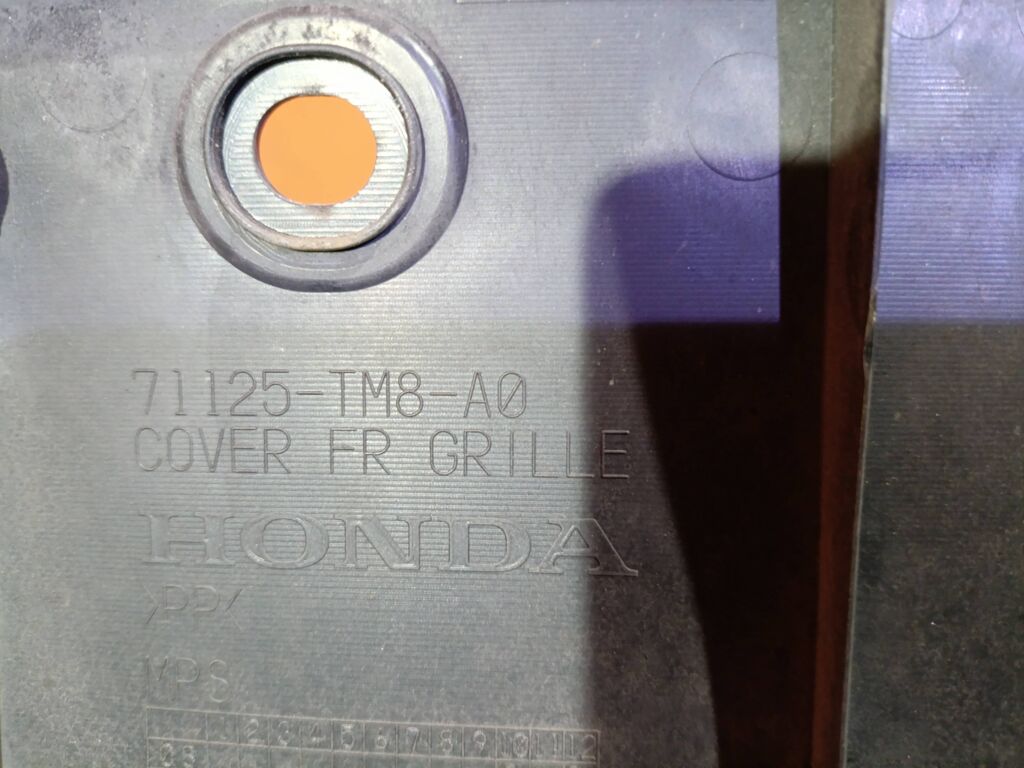 71125-TM8-A0
COVER FR GRILLE
HONDA
>PP<
YPS
1 2 3 4 5 6 7 8 9 10 11 12